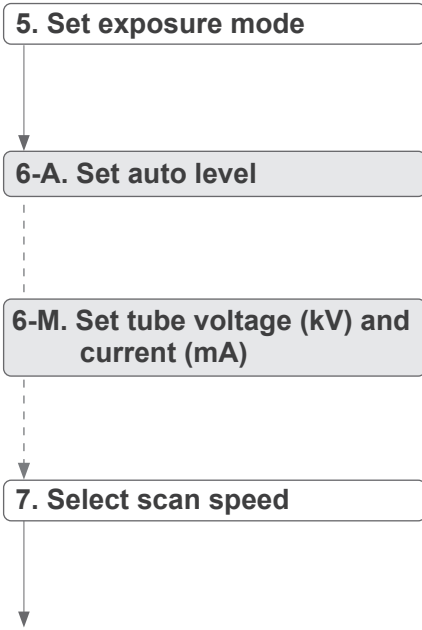 5. Set exposure mode
6-A. Set auto level
6-M. Set tube voltage (kV) and
current (mA)
7. Select scan speed